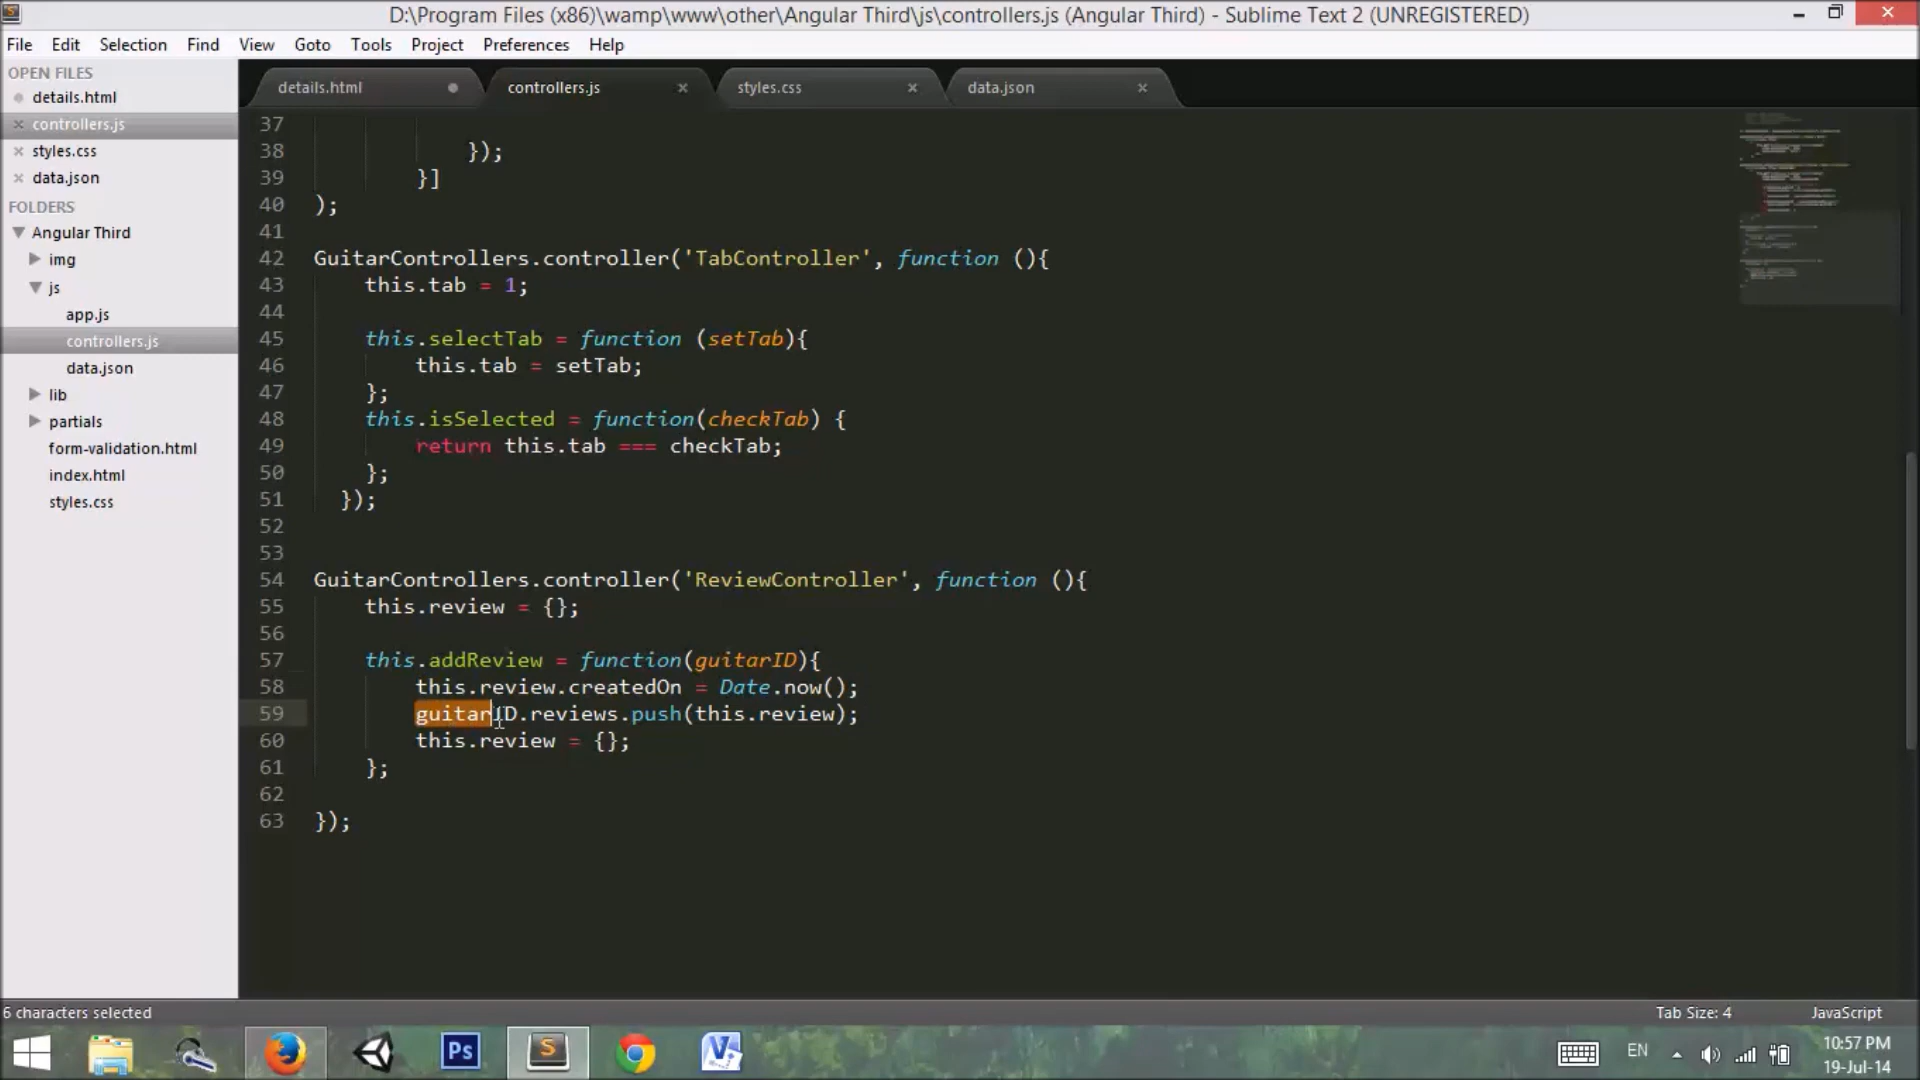 D:\Program Files (x86)\wamp\www\other\Angular Third\js\controllers.js (Angular Third) - Sublime Text 2 (UNREGISTERED)
File Edit Selection Find View Goto Tools Project Preferences Help
OPEN FILES
details.html
controllers.js
styles.css
data.json
FOLDERS
Angular Third
img
js
app.js
controllers.js
data.json
lib
partials
form-validation.html
index.html
styles.css
details.html controllers.js styles.css data.json
37
38 });
39 }]
40 );
41
42 GuitarControllers.controller('TabController', function (){
43 this.tab = 1;
44
45 this.selectTab = function (setTab){
46 this.tab = setTab;
47 };
48 this.isSelected = function(checkTab) {
49 return this.tab === checkTab;
50 };
51 });
52
53
54 GuitarControllers.controller('ReviewController', function (){
55 this.review = {};
56
57 this.addReview = function(guitarID){
58 this.review.createdOn = Date.now();
59 guitarID.reviews.push(this.review);
60 this.review = {};
61 };
62
63 });
6 characters selected
Tab Size: 4 JavaScript
Ps
S
EN
10:57 PM
19-Jul-14